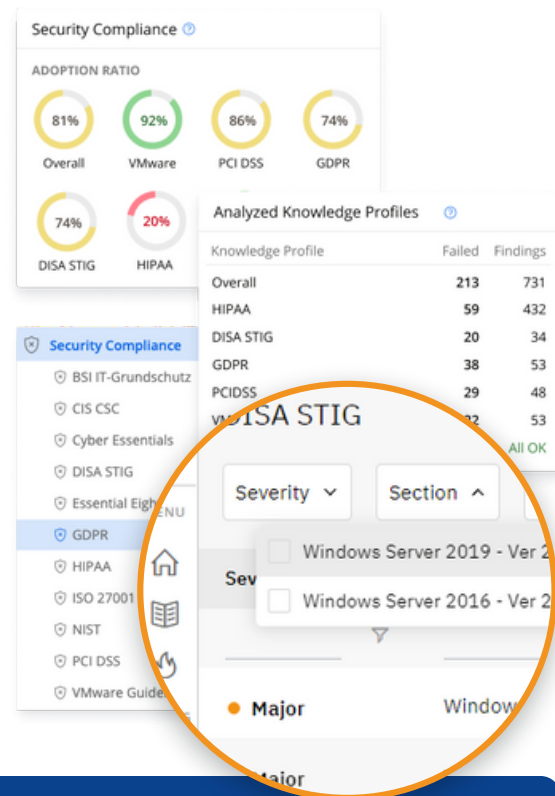 Security Compliance
ADOPTION RATIO
81% 92% 86% 74%
Overall VMware PCI DSS GDPR
74% 20%
DISA STIG HIPAA
Analyzed Knowledge Profiles
Knowledge Profile Failed Findings
Overall 213 731
HIPAA 59 432
DISA STIG 20 34
GDPR 38 53
PCIDSS 29 48
53
All OK
Security Compliance
BSI IT-Grundschutz
CIS CSC
Cyber Essentials
DISA STIG
Essential Eigh
GDPR
HIPAA
ISO 27001
NIST
PCI DSS
VMware Guide
ENU
DISA STIG
Severity Section
Windows Server 2019 - Ver 2
Sev
Windows Server 2016 - Ver 2
Major Window
Major